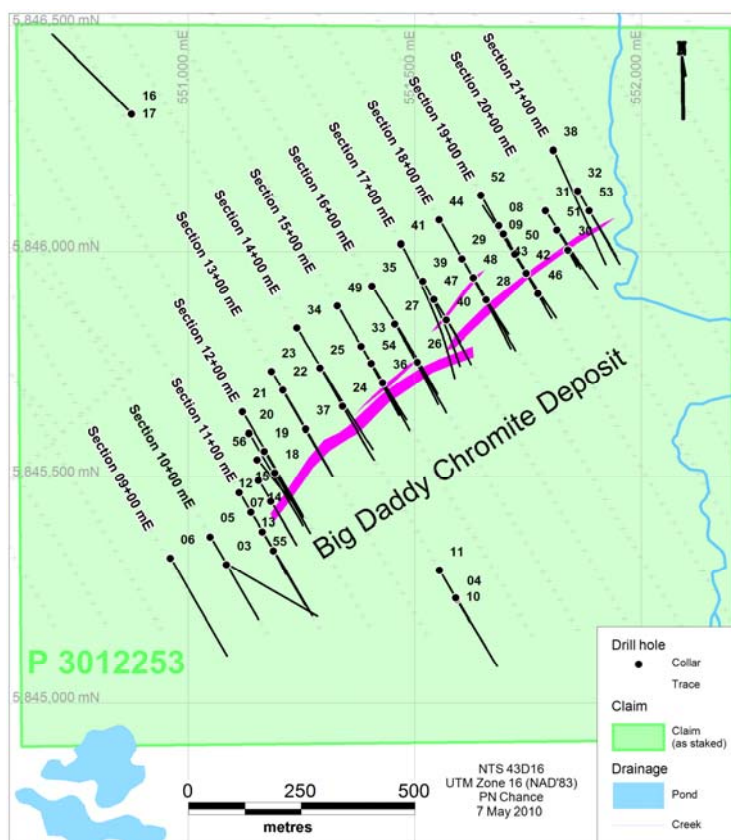 5,846,500 mN
551,000 mE
551,500 mE
552,000 mE
N
16
17
Section 21+00 mE
Section 20+00 mE
Section 19+00 mE
Section 18+00 mE
Section 17+00 mE
Section 16+00 mE
Section 15+00 mE
Section 14+00 mE
Section 13+00 mE
Section 12+00 mE
Section 11+00 mE
Section 10+00 mE
Section 09+00 mE
38
32
53
52
31
51
30
08
09
50
44
29
43
42
41
48
46
39
47
28
35
27
40
49
33
26
34
54
25
36
23
22
24
21
37
20
19
56
18
12
15
14
07
05
13
06
03
55
11
04
10
5,846,000 mN
5,845,500 mN
5,845,000 mN
Big Daddy Chromite Deposit
P 3012253
0 250 500
metres
NTS 43D16
UTM Zone 16 (NAD'83)
PN Chance
7 May 2010
Drill hole
Collar
Trace
Claim
Claim
(as staked)
Drainage
Pond
Creek